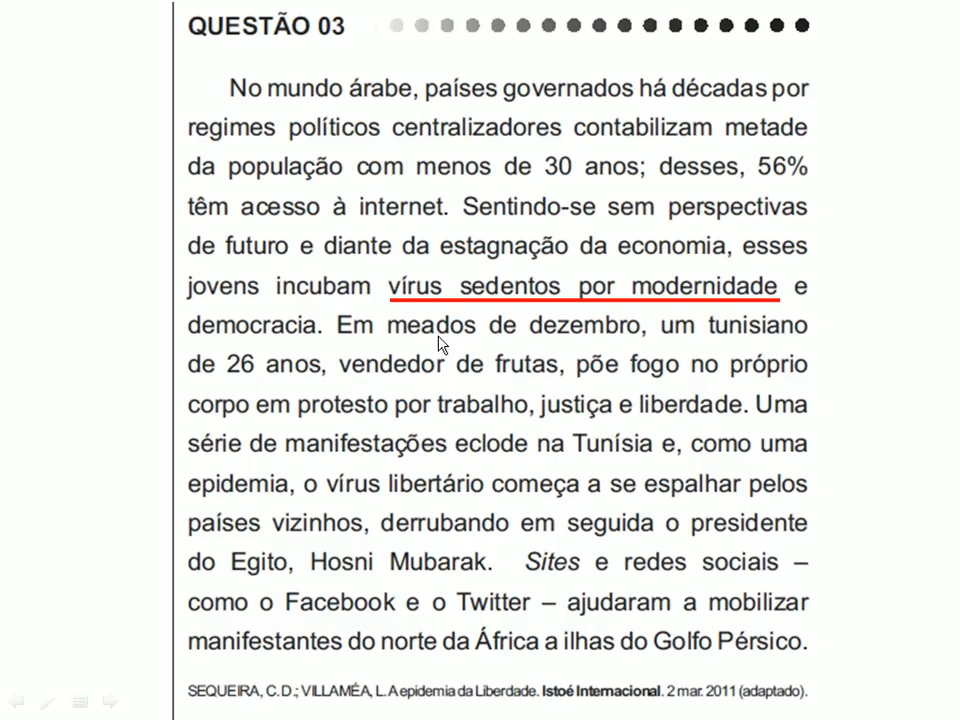 QUESTÃO 03
No mundo árabe, países governados há décadas por
regimes políticos centralizadores contabilizam metade
da população com menos de 30 anos; desses, 56%
têm acesso à internet. Sentindo-se sem perspectivas
de futuro e diante da estagnação da economia, esses
jovens incubam vírus sedentos por modernidade e
democracia. Em meados de dezembro, um tunisiano
de 26 anos, vendedor de frutas, põe fogo no próprio
corpo em protesto por trabalho, justiça e liberdade. Uma
série de manifestações eclode na Tunísia e, como uma
epidemia, o vírus libertário começa a se espalhar pelos
países vizinhos, derrubando em seguida o presidente
do Egito, Hosni Mubarak. Sites e redes sociais –
como o Facebook e o Twitter – ajudaram a mobilizar
manifestantes do norte da África a ilhas do Golfo Pérsico.
SEQUEIRA, C.D.; VILLAMÉA, L. A epidemia da Liberdade. Istoé Internacional. 2 mar. 2011 (adaptado).